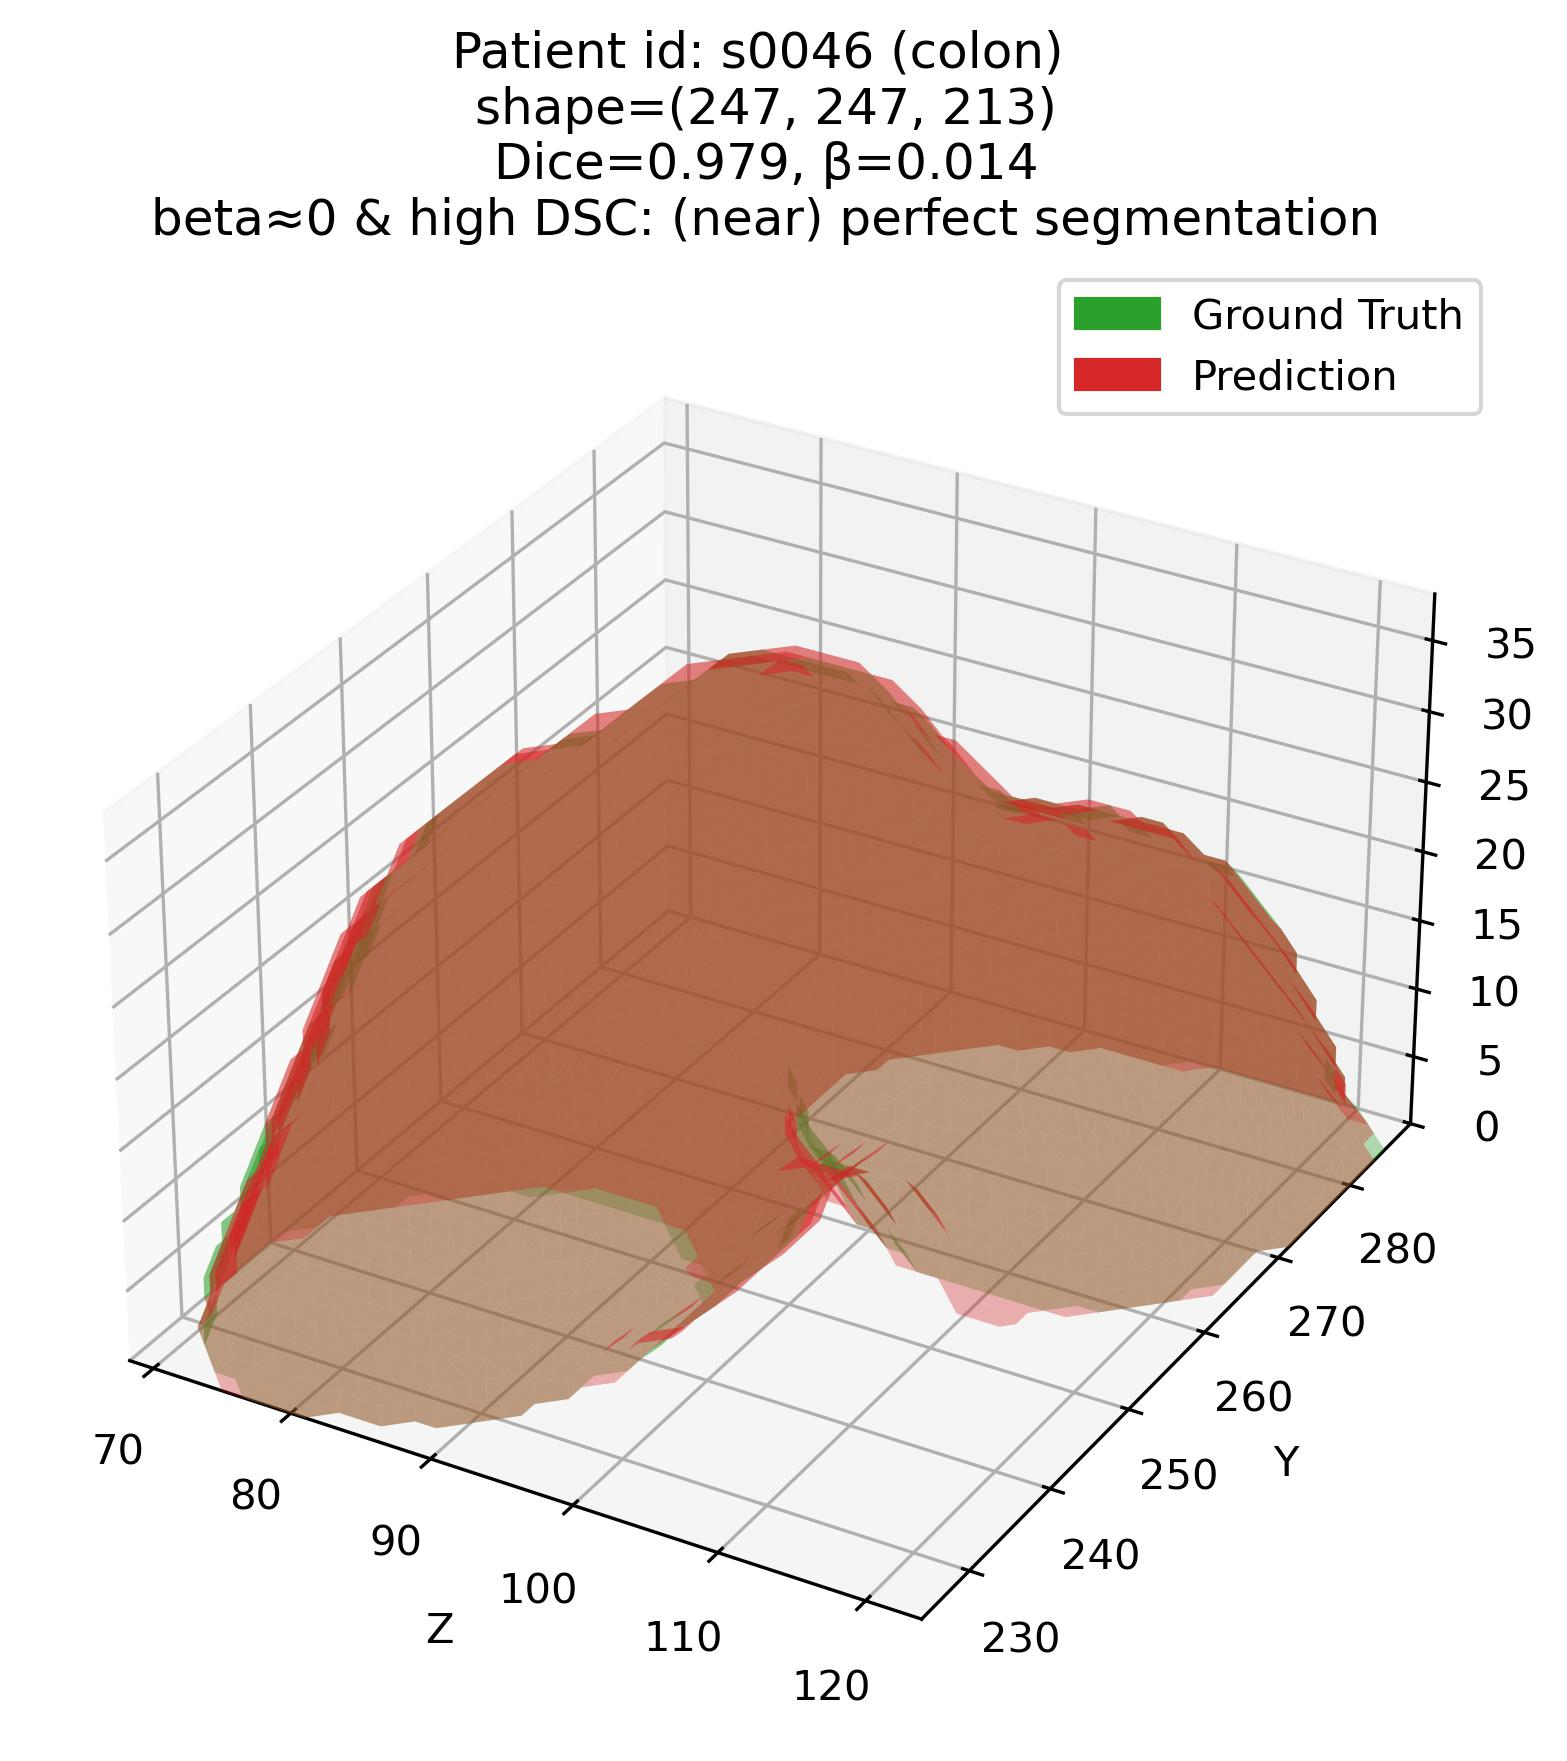 Patient id: s0046 (colon)
shape=(247, 247, 213)
Dice=0.979, β=0.014
beta≈0 & high DSC: (near) perfect segmentation
Ground Truth
Prediction
35
30
25
20
15
10
5
0
280
270
260
250
240
230
Y
70
80
90
100
110
120
Z